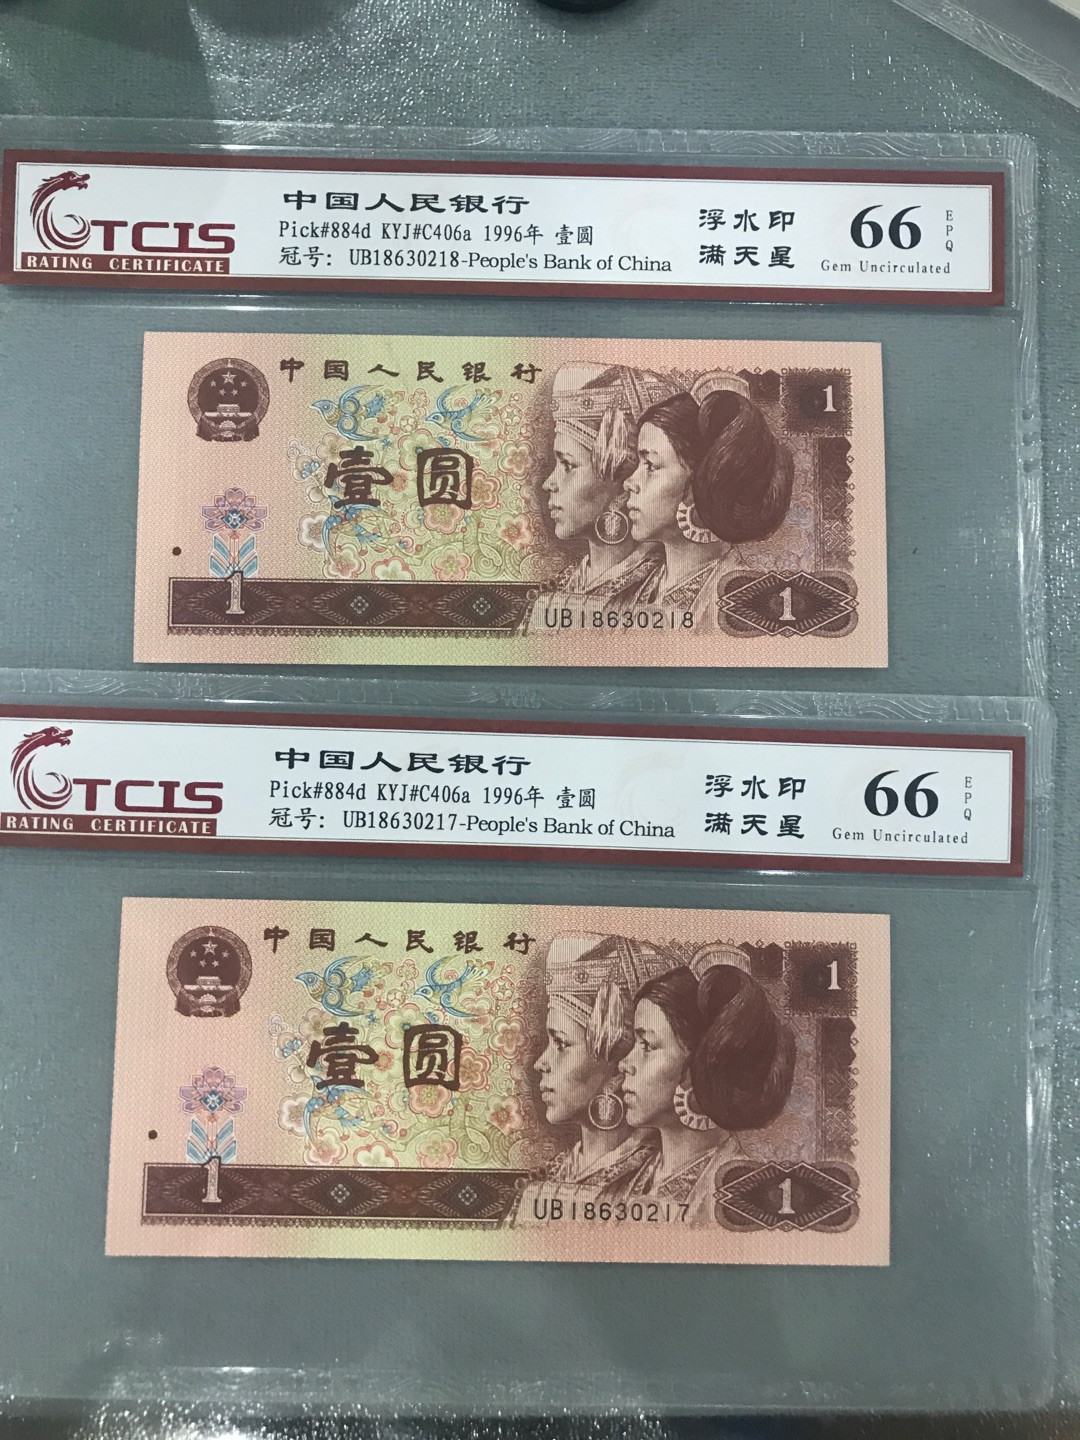 TCIS
RATING CERTIFICATE
中国人民银行
Pick#884d KYJ#C406a 1996年 壹圆
冠号: UB18630218-People's Bank of China
浮水印
满天星
66
EPQ
Gem Uncirculated
中国人民银行
1
壹圆
1
UB18630218
1
TCIS
RATING CERTIFICATE
中国人民银行
Pick#884d KYJ#C406a 1996年 壹圆
冠号: UB18630217-People's Bank of China
浮水印
满天星
66
EPQ
Gem Uncirculated
中国人民银行
1
壹圆
1
UB18630217
1